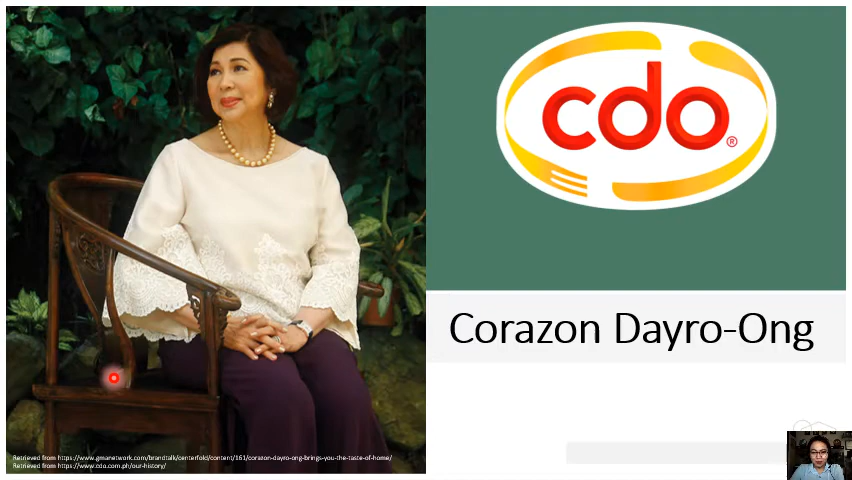 cdo®
Corazon Dayro-Ong
Retrieved from https://www.gmanetwork.com/brandtalk/centerfold/content/161/corazon-dayro-ong-brings-you-the-taste-of-home/
Retrieved from https://www.cdo.com.ph/our-history/